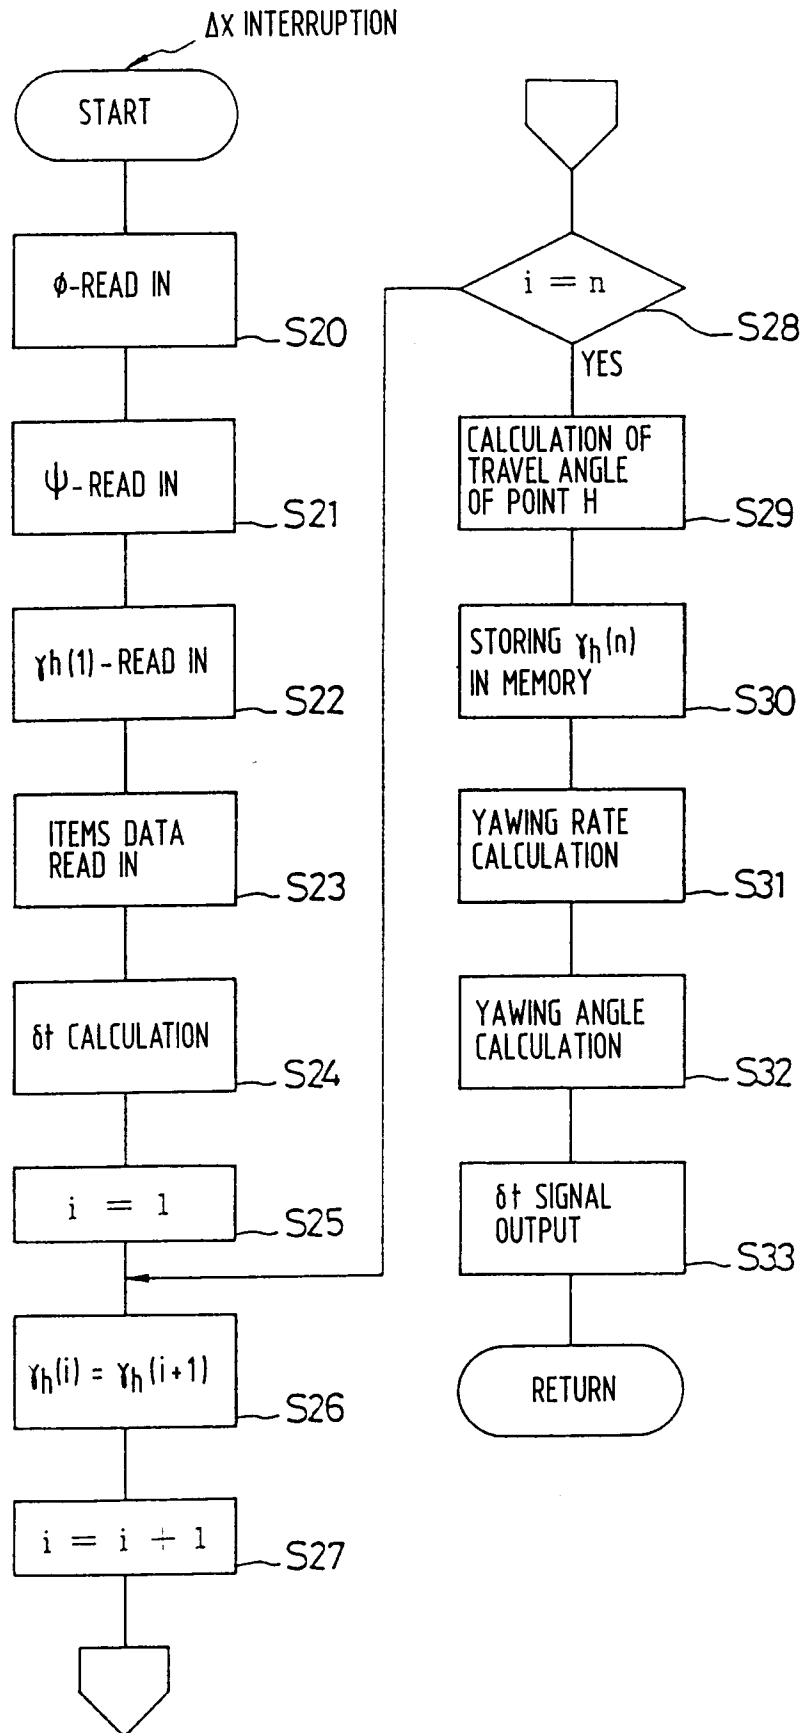 ΔX INTERRUPTION
START
φ-READ IN
S20
ψ-READ IN
S21
γh(1)-READ IN
S22
ITEMS DATA
READ IN
S23
δt CALCULATION
S24
i = 1
S25
γh(i) = γh(i+1)
S26
i = i + 1
S27
i = n
S28
YES
CALCULATION OF
TRAVEL ANGLE
OF POINT H
S29
STORING γh(n)
IN MEMORY
S30
YAWING RATE
CALCULATION
S31
YAWING ANGLE
CALCULATION
S32
δt SIGNAL
OUTPUT
S33
RETURN